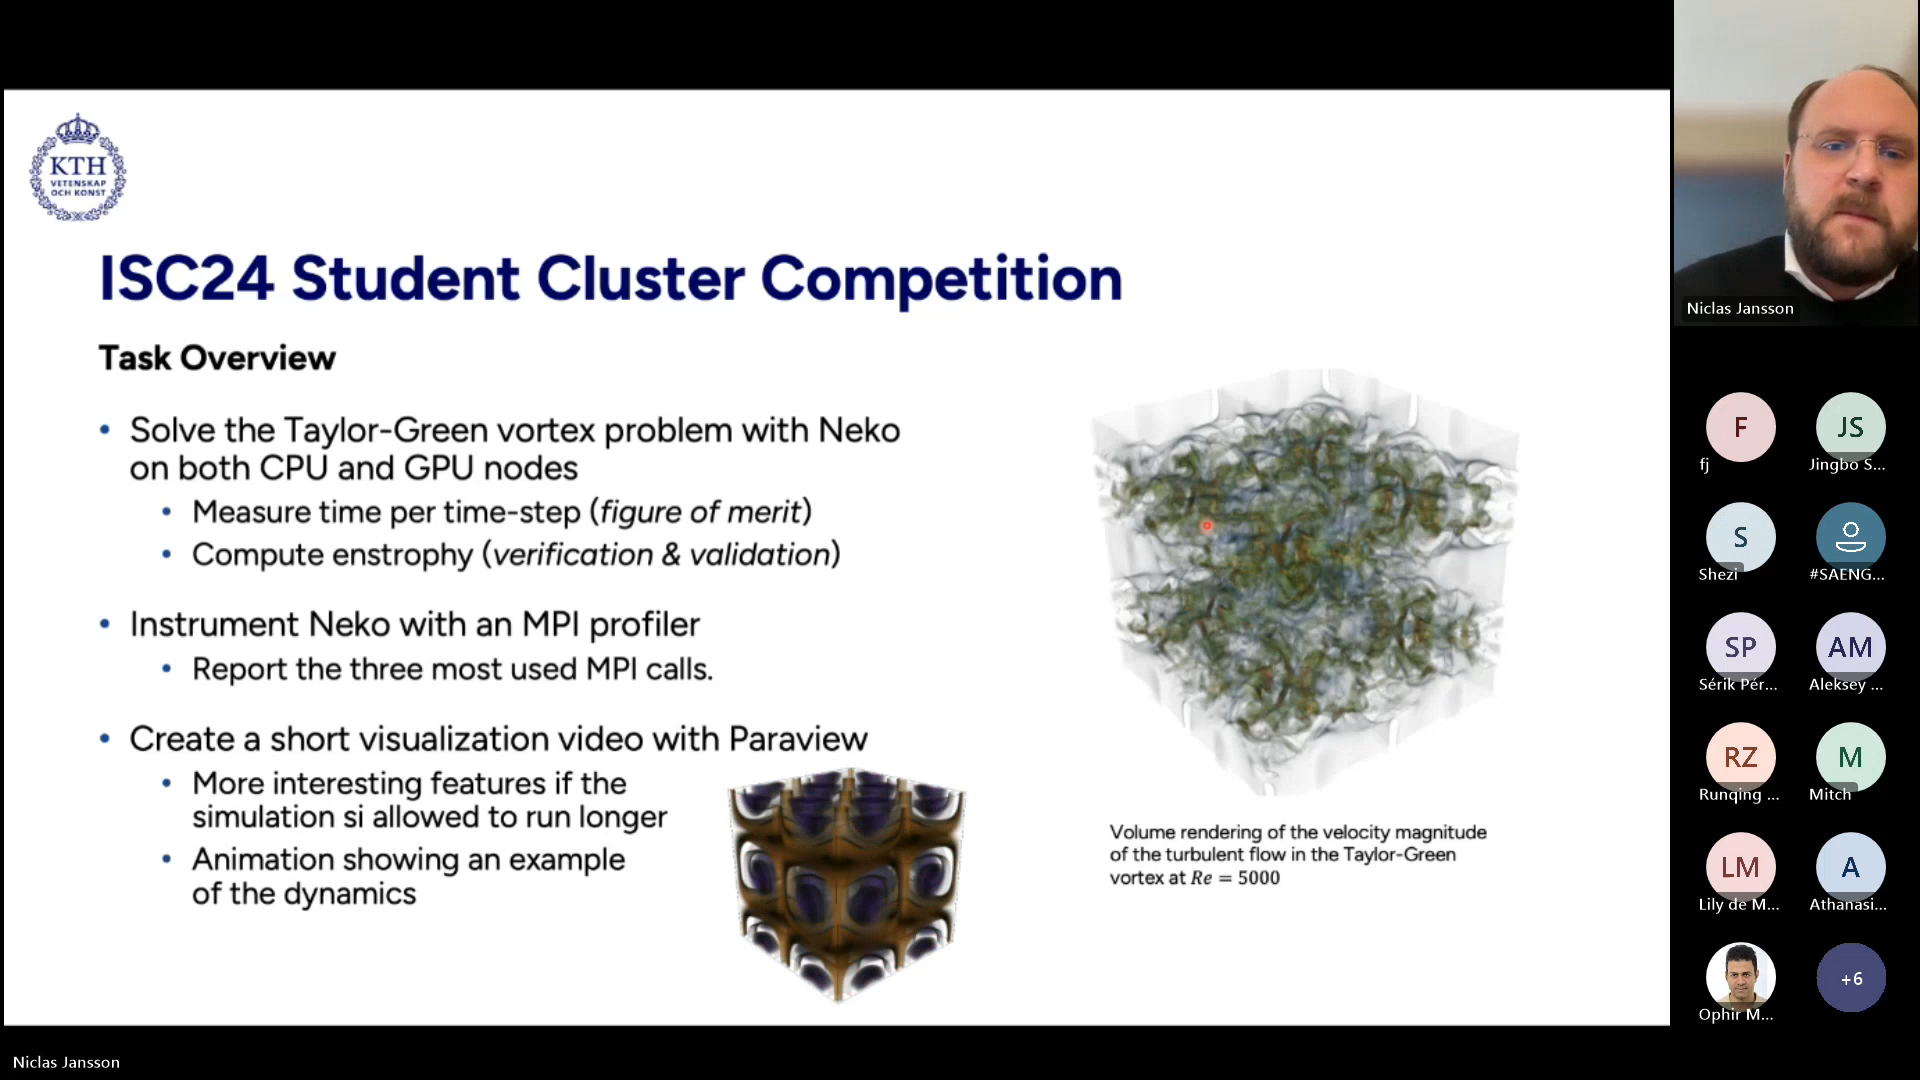 KTH
VETENSKAP
OCH KONST
ISC24 Student Cluster Competition
Task Overview
• Solve the Taylor-Green vortex problem with Neko
on both CPU and GPU nodes
• Measure time per time-step (figure of merit)
• Compute enstrophy (verification & validation)
• Instrument Neko with an MPI profiler
• Report the three most used MPI calls.
• Create a short visualization video with Paraview
• More interesting features if the
simulation si allowed to run longer
• Animation showing an example
of the dynamics
Volume rendering of the velocity magnitude
of the turbulent flow in the Taylor-Green
vortex at Re = 5000
Niclas Jansson
F
fj
JS
Jingbo S...
S
Shezi
#SAENG...
SP
Sérik Pér...
AM
Aleksey ...
RZ
Runqing ...
M
Mitch
LM
Lily de M...
A
Athanasi...
Ophir M...
+6
Niclas Jansson